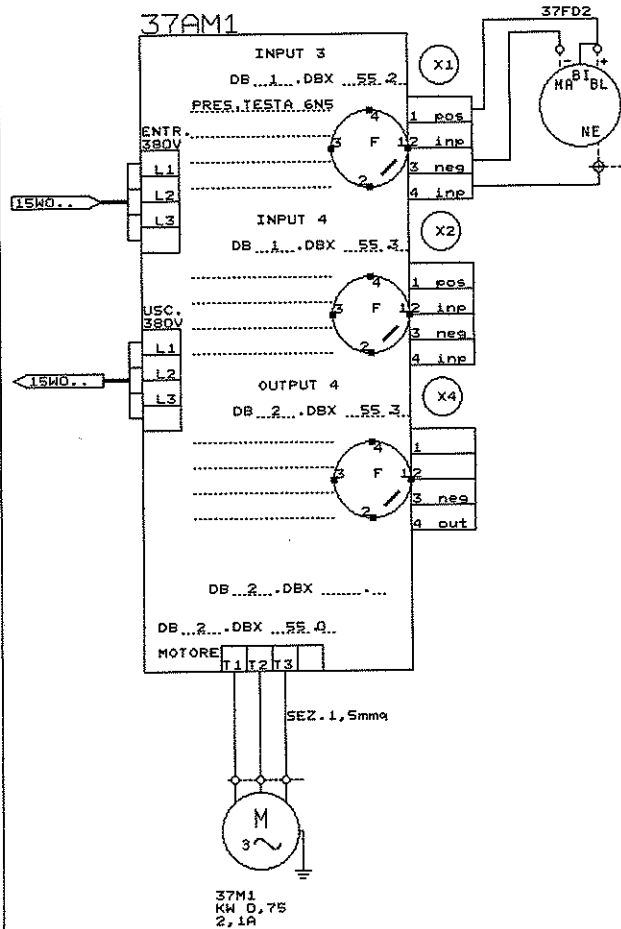 37AM1
37FD2
INPUT 3
X1
DB 1 .DBX 55.2
PRES.TESTA 6N5
- +
MA BI BL
NE
4
3 F 1
2
1 pos
2 inp
3 neg
4 inp
ENTR.
380V
L1
L2
L3
15W0..
INPUT 4
X2
DB 1 .DBX 55.3
4
3 F 1
2
1 pos
2 inp
3 neg
4 inp
USC.
380V
L1
L2
L3
15W0..
OUTPUT 4
X4
DB 2 .DBX 55.3
4
3 F 1
2
1
2
3 neg
4 out
DB 2 .DBX .
DB 2 .DBX 55.0
MOTORE
T1 T2 T3
SEZ.1,5mmq
M
3
37M1
KW 0,75
2,1A